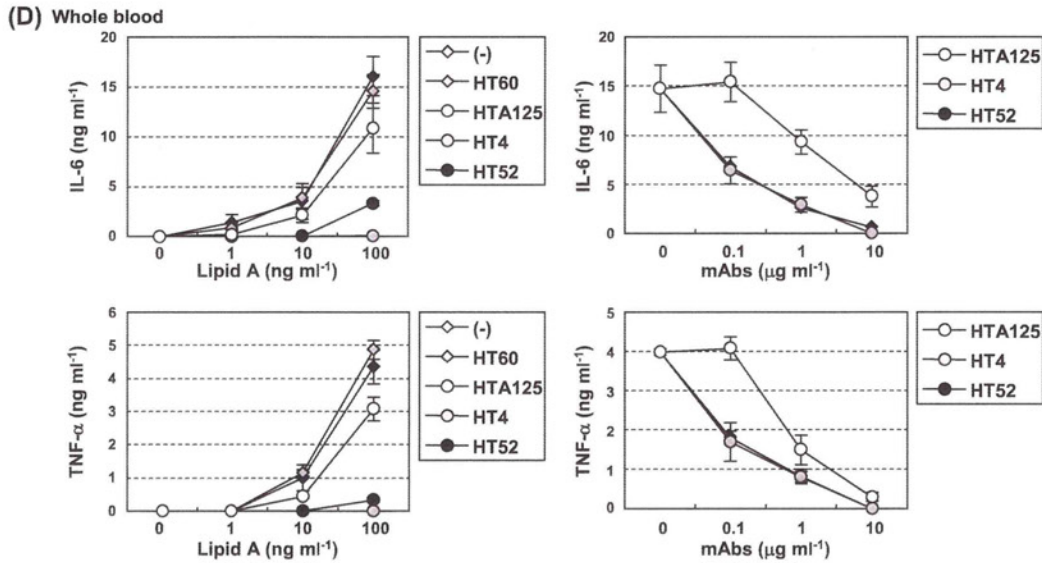 (D) Whole blood
IL-6 (ng ml⁻¹)
20
15
10
5
0
0 1 10 100
Lipid A (ng ml⁻¹)
(-)
HT60
HTA125
HT4
HT52
IL-6 (ng ml⁻¹)
20
15
10
5
0
0 0.1 1 10
mAbs (μg ml⁻¹)
HTA125
HT4
HT52
TNF-α (ng ml⁻¹)
6
5
4
3
2
1
0
0 1 10 100
Lipid A (ng ml⁻¹)
(-)
HT60
HTA125
HT4
HT52
TNF-α (ng ml⁻¹)
5
4
3
2
1
0
0 0.1 1 10
mAbs (μg ml⁻¹)
HTA125
HT4
HT52